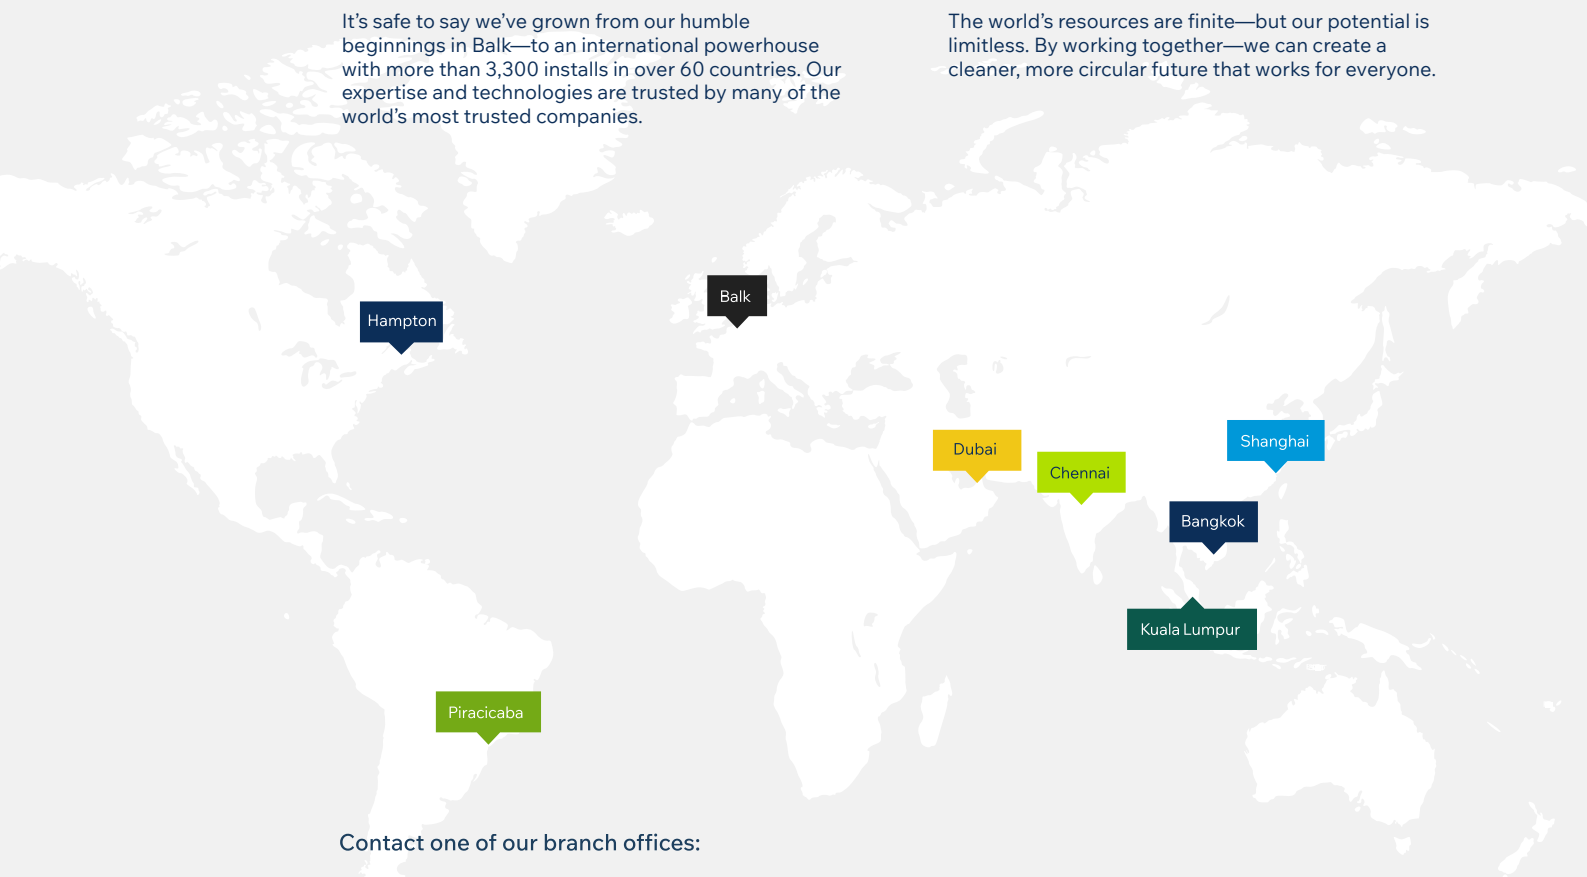 It’s safe to say we’ve grown from our humble
beginnings in Balk—to an international powerhouse
with more than 3,300 installs in over 60 countries. Our
expertise and technologies are trusted by many of the
world’s most trusted companies.
The world’s resources are finite—but our potential is
limitless. By working together—we can create a
cleaner, more circular future that works for everyone.
Balk
Hampton
Dubai
Shanghai
Chennai
Bangkok
Kuala Lumpur
Piracicaba
Contact one of our branch offices: